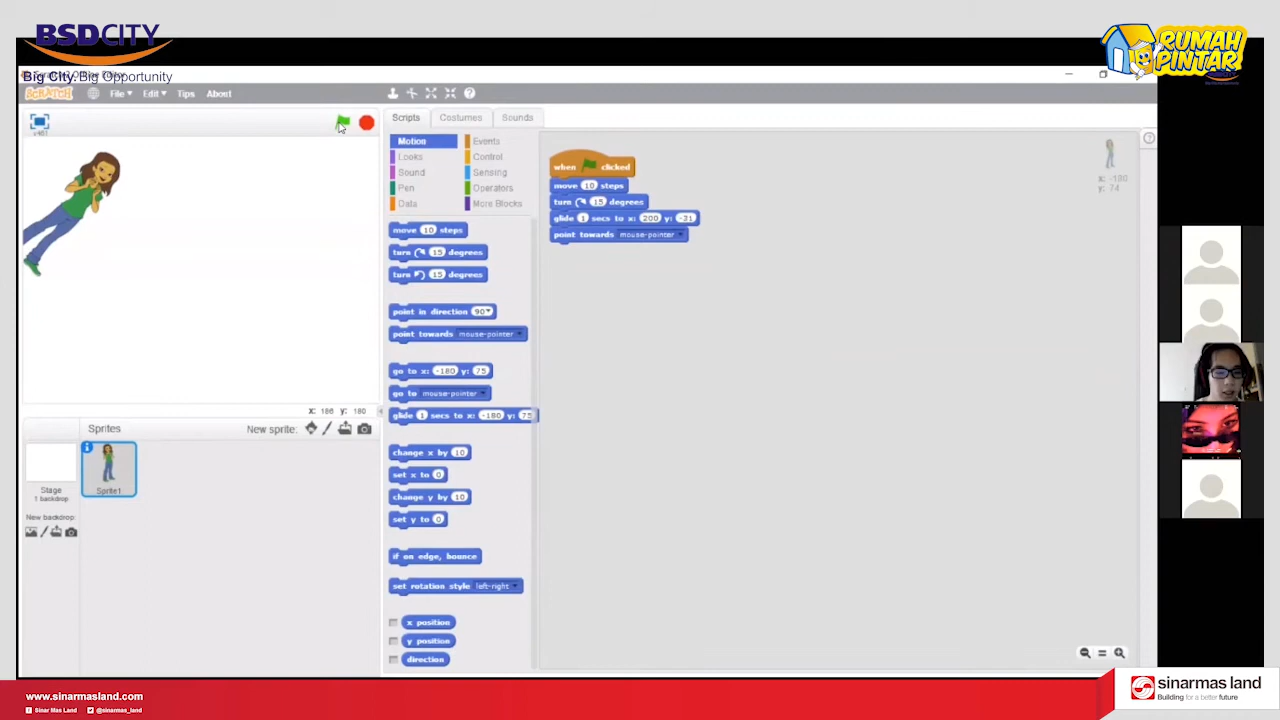 BSDCITY
Big City, Big Opportunity
RUMAH
PINTAR
SCRATCH
File
Edit
Tips
About
v461
Scripts
Costumes
Sounds
Motion
Events
Looks
Control
Sound
Sensing
Pen
Operators
Data
More Blocks
move 10 steps
turn 15 degrees
turn 15 degrees
point in direction 90
point towards mouse-pointer
go to x: -180 y: 75
go to mouse-pointer
glide 1 secs to x: -180 y: 75
change x by 10
set x to 0
change y by 10
set y to 0
if on edge, bounce
set rotation style left-right
x position
y position
direction
when clicked
move 10 steps
turn 15 degrees
glide 1 secs to x: 200 y: -31
point towards mouse-pointer
x: -180
y: 74
x: 186 y: 180
Sprites
New sprite:
Stage
1 backdrop
New backdrop:
Sprite1
www.sinarmasland.com
Sinar Mas Land
@sinarmas_land
sinarmas land
Building for a better future